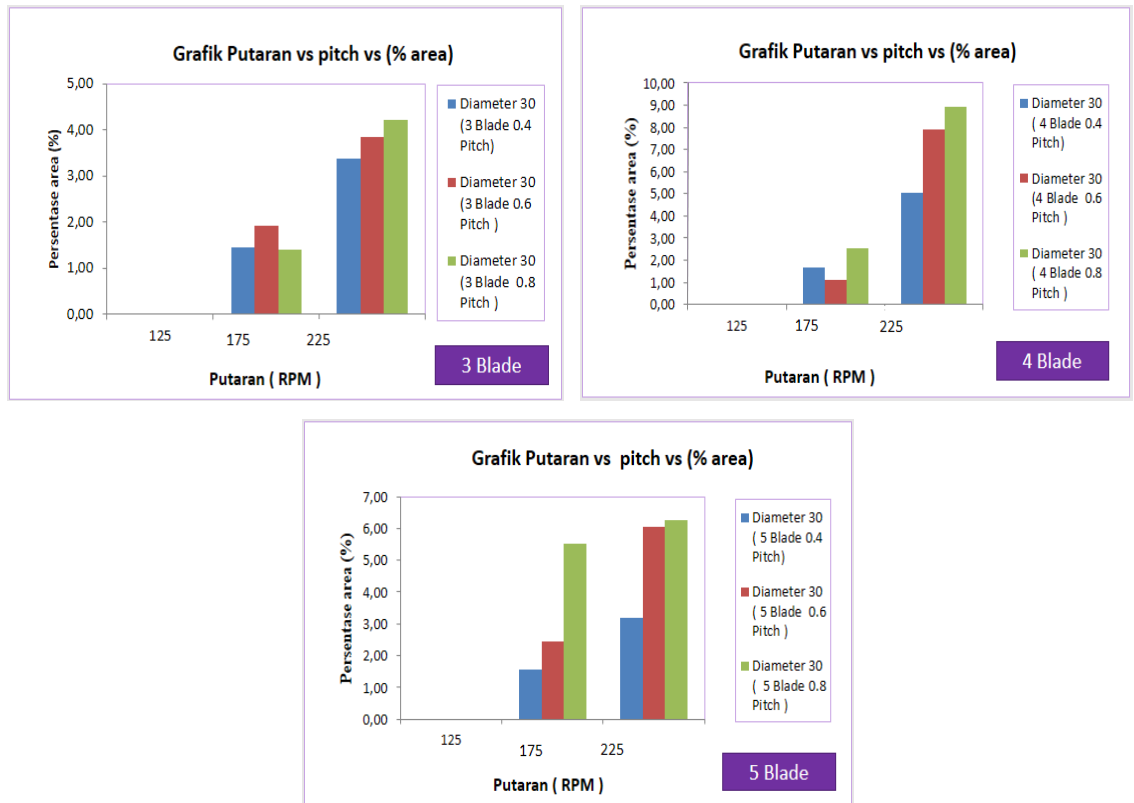 Grafik Putaran vs pitch vs (% area)
5,00
4,00
3,00
2,00
1,00
0,00
Persentase area (%)
125
175
225
Putaran ( RPM )
Diameter 30
(3 Blade 0.4
Pitch)
Diameter 30
(3 Blade 0.6
Pitch )
Diameter 30
(3 Blade 0.8
Pitch )
3 Blade
Grafik Putaran vs pitch vs (% area)
10,00
9,00
8,00
7,00
6,00
5,00
4,00
3,00
2,00
1,00
0,00
Persentase area (%)
125
175
225
Putaran ( RPM )
Diameter 30
( 4 Blade 0.4
Pitch)
Diameter 30
(4 Blade 0.6
Pitch )
Diameter 30
( 4 Blade 0.8
Pitch )
4 Blade
Grafik Putaran vs pitch vs (% area)
7,00
6,00
5,00
4,00
3,00
2,00
1,00
0,00
Persentase area (%)
125
175
225
Putaran ( RPM )
Diameter 30
( 5 Blade 0.4
Pitch)
Diameter 30
( 5 Blade 0.6
Pitch )
Diameter 30
( 5 Blade 0.8
Pitch )
5 Blade